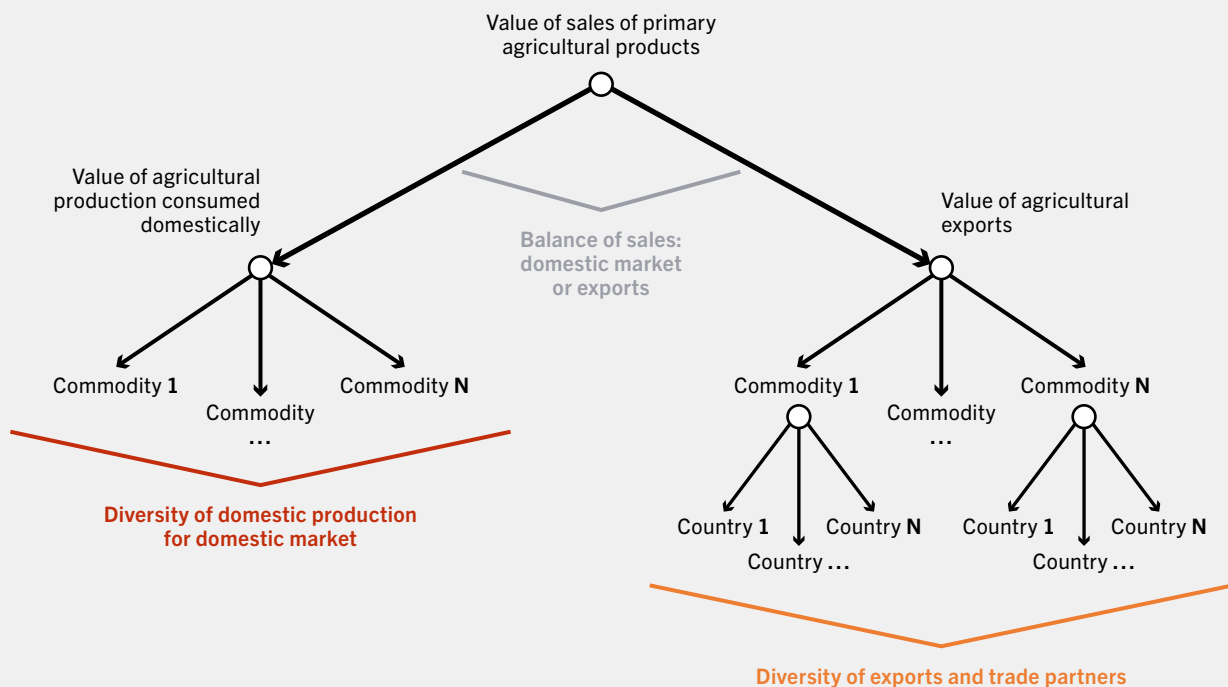 Value of sales of primary
agricultural products
Value of agricultural
production consumed
domestically
Value of agricultural
exports
Balance of sales:
domestic market
or exports
Commodity 1
Commodity
...
Commodity N
Commodity 1
Commodity
...
Commodity N
Diversity of domestic production
for domestic market
Country 1
Country ...
Country N
Country 1
Country ...
Country N
Diversity of exports and trade partners